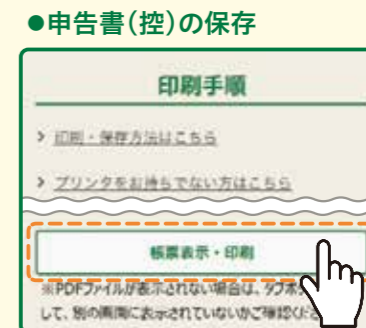 ●申告書(控)の保存
印刷手順
> 印刷・保存方法はこちら
> プリンタをお持ちでない方はこちら
帳票表示・印刷
※PDFファイルが表示されない場合は、タブ
して、別の画面に表示されていないかご確認くだ